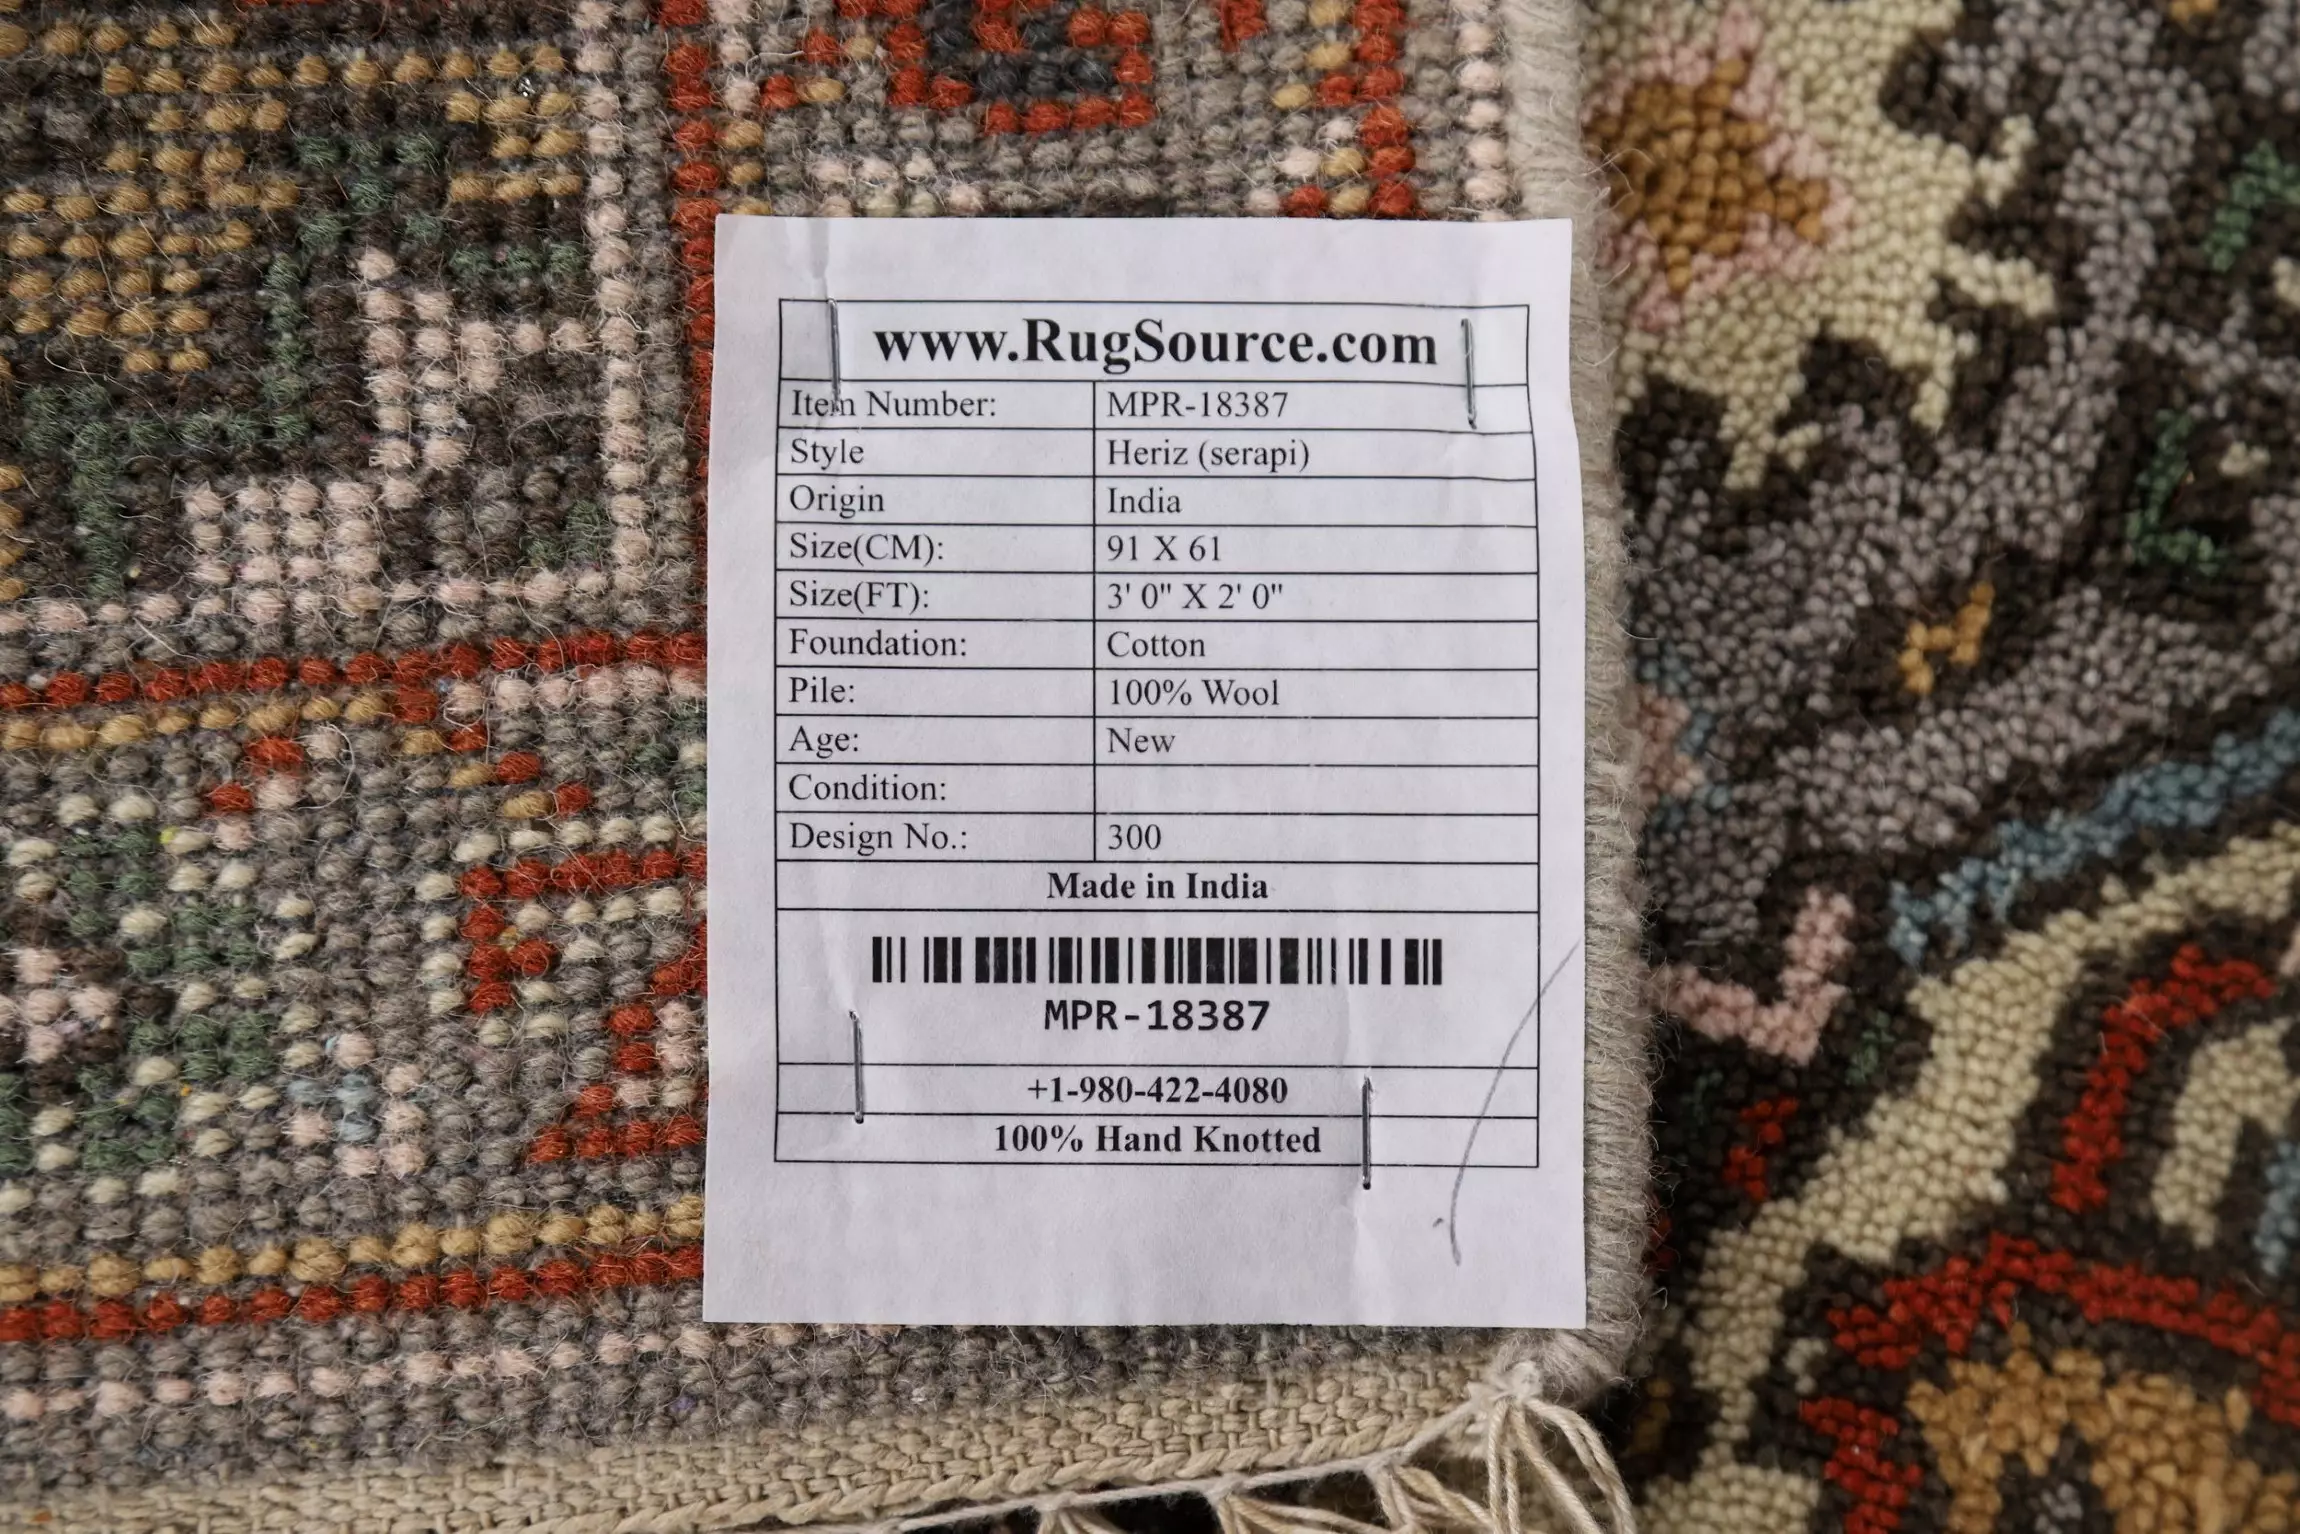 www.RugSource.com
Item Number: MPR-18387
Style Heriz (serapi)
Origin India
Size(CM): 91 X 61
Size(FT): 3' 0" X 2' 0"
Foundation: Cotton
Pile: 100% Wool
Age: New
Condition:
Design No.: 300
Made in India
MPR-18387
+1-980-422-4080
100% Hand Knotted